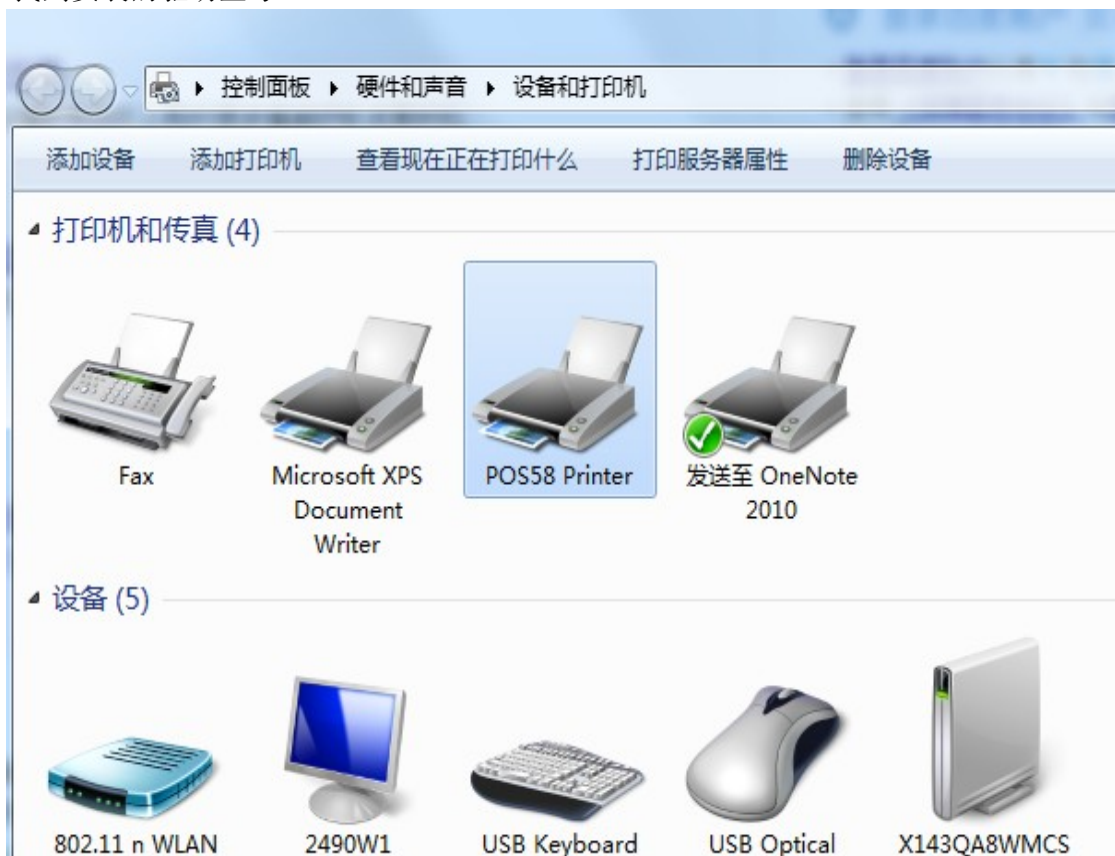 控制面板 ▸ 硬件和声音 ▸ 设备和打印机
添加设备 添加打印机 查看现在正在打印什么 打印服务器属性 删除设备
打印机和传真 (4)
Fax
Microsoft XPS
Document
Writer
POS58 Printer
发送至 OneNote
2010
设备 (5)
802.11 n WLAN
2490W1
USB Keyboard
USB Optical
X143QA8WMCS